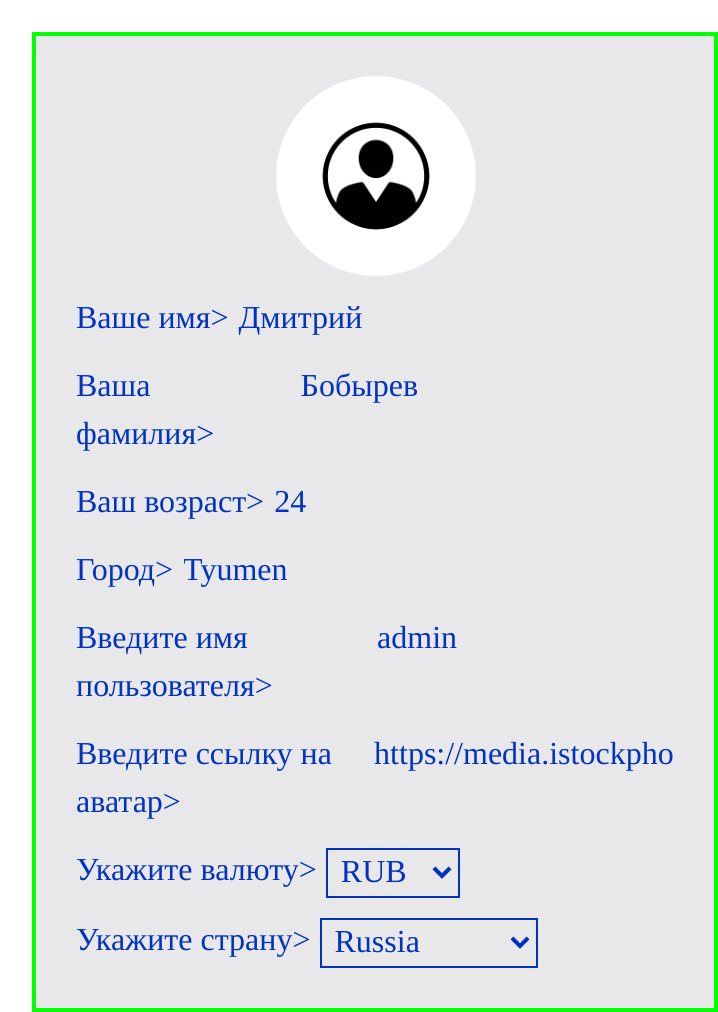 Ваше имя> Дмитрий
Ваша Бобырев
фамилия>
Ваш возраст> 24
Город> Tyumen
Введите имя admin
пользователя>
Введите ссылку на https://media.istockpho
аватар>
Укажите валюту> RUB
Укажите страну> Russia